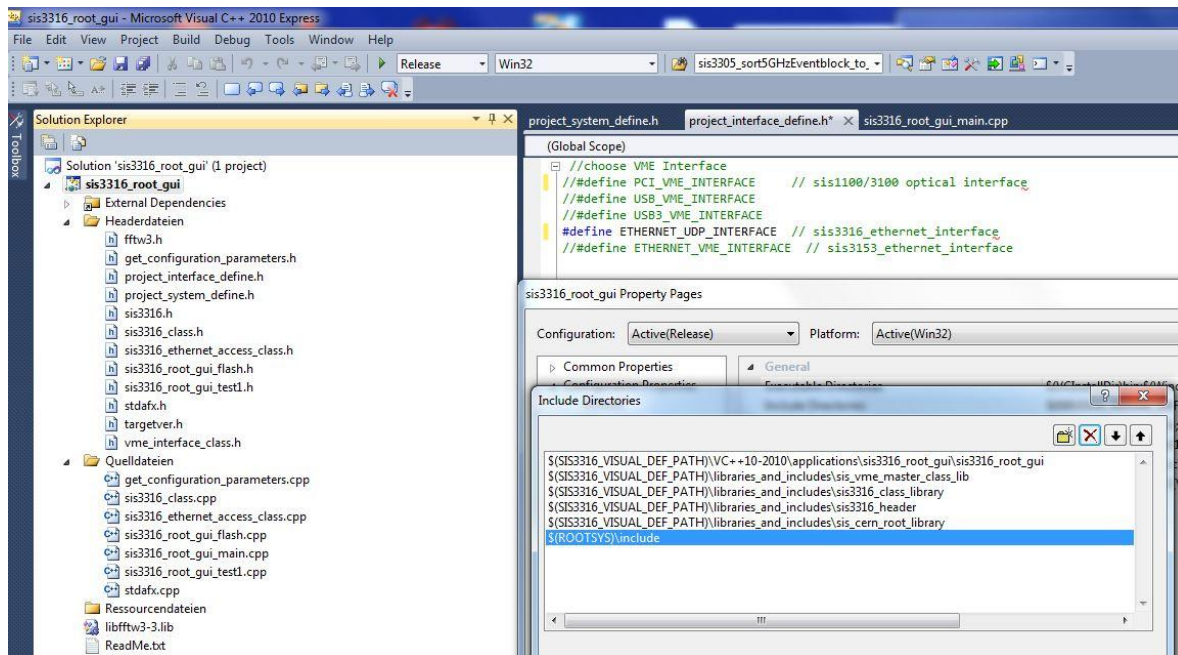 sis3316_root_gui - Microsoft Visual C++ 2010 Express
File Edit View Project Build Debug Tools Window Help
Release Win32 sis3305_sort5GHzEventblock_to_
Toolbox
Solution Explorer
Solution 'sis3316_root_gui' (1 project)
sis3316_root_gui
External Dependencies
Headerdateien
fftw3.h
get_configuration_parameters.h
project_interface_define.h
project_system_define.h
sis3316.h
sis3316_class.h
sis3316_ethernet_access_class.h
sis3316_root_gui_flash.h
sis3316_root_gui_test1.h
stdafx.h
targetver.h
vme_interface_class.h
Quelldateien
get_configuration_parameters.cpp
sis3316_class.cpp
sis3316_ethernet_access_class.cpp
sis3316_root_gui_flash.cpp
sis3316_root_gui_main.cpp
sis3316_root_gui_test1.cpp
stdafx.cpp
Ressourcendateien
libfftw3-3.lib
ReadMe.txt
project_system_define.h project_interface_define.h* sis3316_root_gui_main.cpp
(Global Scope)
//choose VME Interface
//#define PCI_VME_INTERFACE // sis1100/3100 optical interface
//#define USB_VME_INTERFACE
//#define USB3_VME_INTERFACE
#define ETHERNET_UDP_INTERFACE // sis3316_ethernet_interface
//#define ETHERNET_VME_INTERFACE // sis3153_ethernet_interface
sis3316_root_gui Property Pages
Configuration: Active(Release) Platform: Active(Win32)
Common Properties General
Include Directories
$(SIS3316_VISUAL_DEF_PATH)\VC++10-2010\applications\sis3316_root_gui\sis3316_root_gui
$(SIS3316_VISUAL_DEF_PATH)\libraries_and_includes\sis_vme_master_class_lib
$(SIS3316_VISUAL_DEF_PATH)\libraries_and_includes\sis3316_class_library
$(SIS3316_VISUAL_DEF_PATH)\libraries_and_includes\sis3316_header
$(SIS3316_VISUAL_DEF_PATH)\libraries_and_includes\sis_cern_root_library
$(ROOTSYS)\include